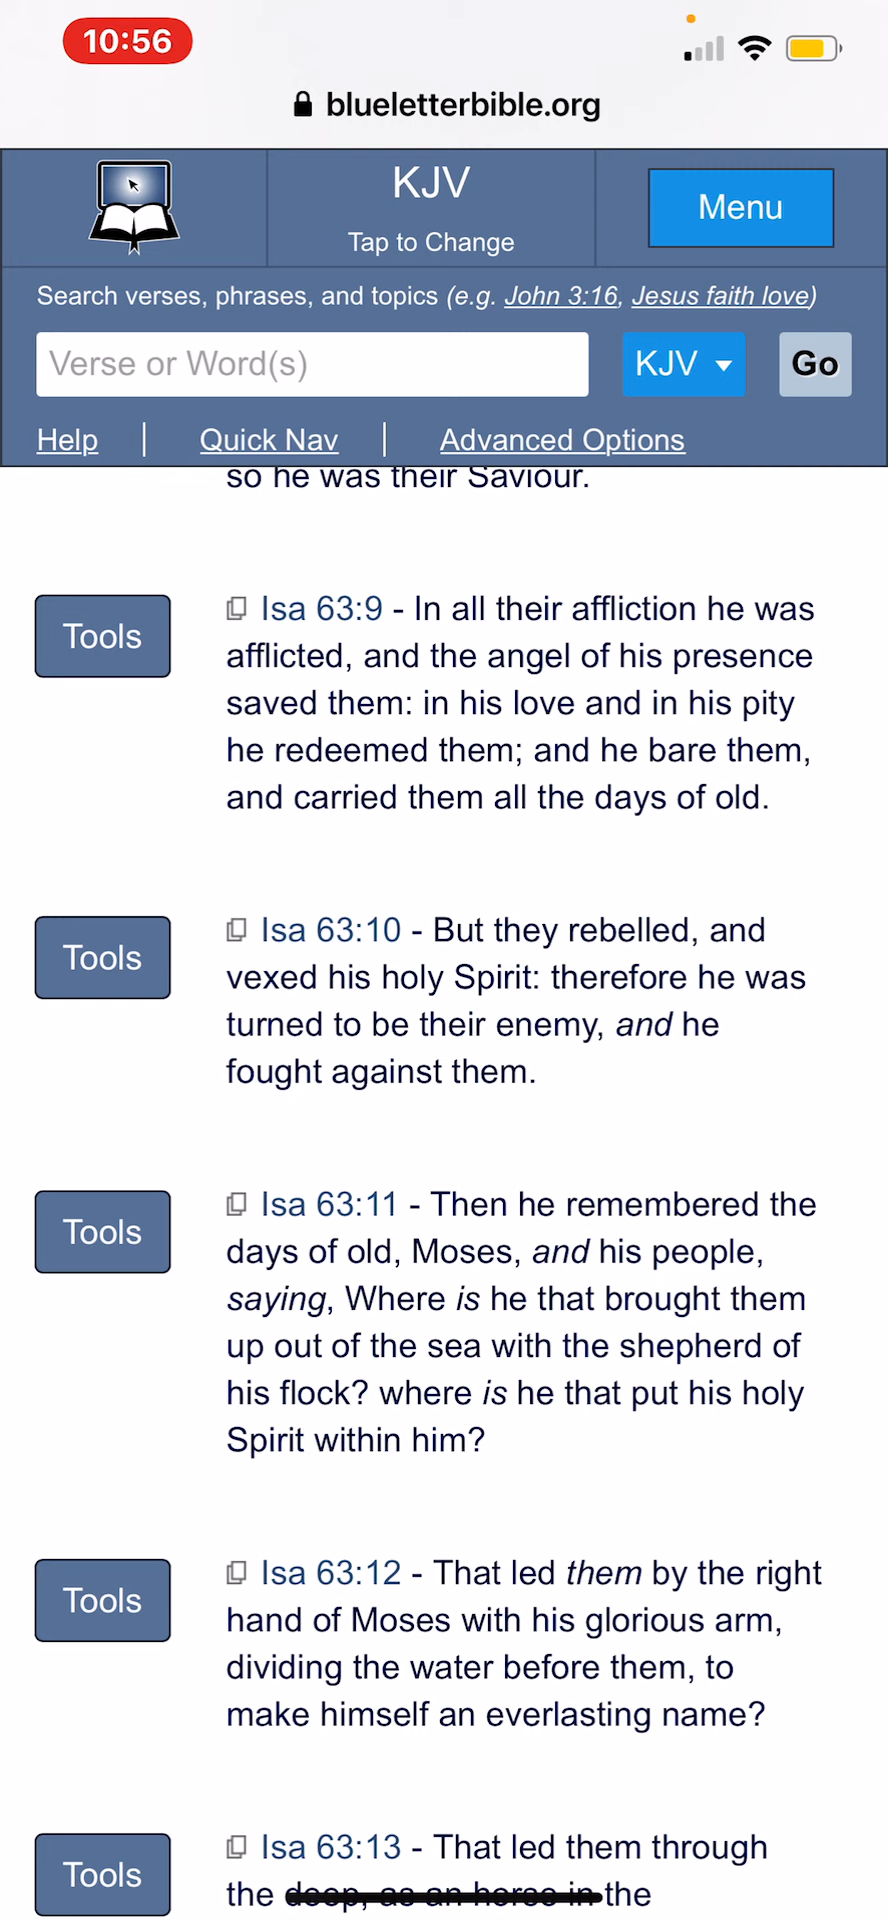 10:56
blueletterbible.org
KJV
Tap to Change
Menu
Search verses, phrases, and topics (e.g. John 3:16, Jesus faith love)
Verse or Word(s)
KJV
Go
Help | Quick Nav | Advanced Options
so he was their Saviour.
Tools
Isa 63:9 - In all their affliction he was
afflicted, and the angel of his presence
saved them: in his love and in his pity
he redeemed them; and he bare them,
and carried them all the days of old.
Tools
Isa 63:10 - But they rebelled, and
vexed his holy Spirit: therefore he was
turned to be their enemy, and he
fought against them.
Tools
Isa 63:11 - Then he remembered the
days of old, Moses, and his people,
saying, Where is he that brought them
up out of the sea with the shepherd of
his flock? where is he that put his holy
Spirit within him?
Tools
Isa 63:12 - That led them by the right
hand of Moses with his glorious arm,
dividing the water before them, to
make himself an everlasting name?
Tools
Isa 63:13 - That led them through
the deep, as an horse in the